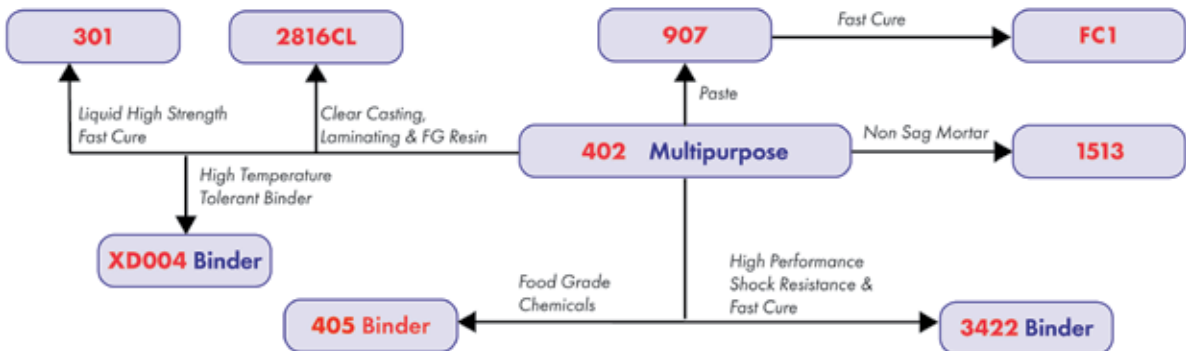 301
2816CL
907
Fast Cure
FC1
Liquid High Strength
Fast Cure
Clear Casting,
Laminating & FG Resin
Paste
402 Multipurpose
Non Sag Mortar
1513
High Temperature
Tolerant Binder
XD004 Binder
Food Grade
Chemicals
High Performance
Shock Resistance &
Fast Cure
405 Binder
3422 Binder